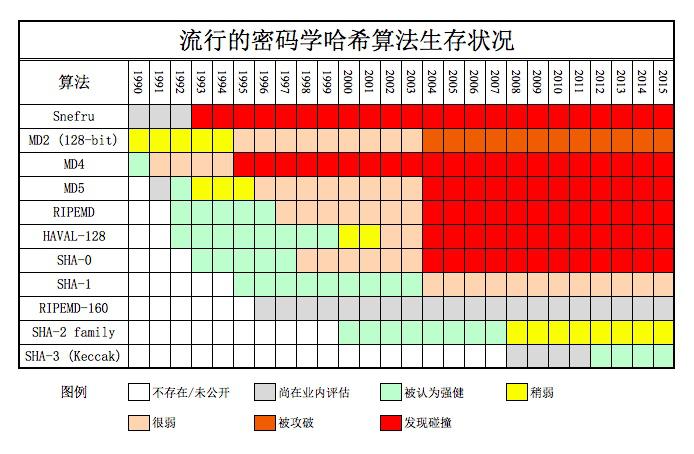 流行的密码学哈希算法生存状况
算法 1990 1991 1992 1993 1994 1995 1996 1997 1998 1999 2000 2001 2002 2003 2004 2005 2006 2007 2008 2009 2010 2011 2012 2013 2014 2015
Snefru
MD2 (128-bit)
MD4
MD5
RIPEMD
HAVAL-128
SHA-0
SHA-1
RIPEMD-160
SHA-2 family
SHA-3 (Keccak)
图例 不存在/未公开 尚在业内评估 被认为强健 稍弱
很弱 被攻破 发现碰撞